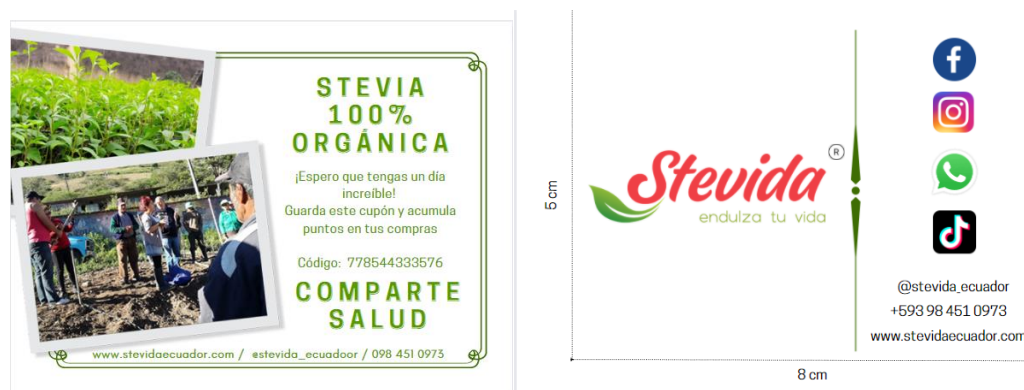 STEVIA
100%
ORGÁNICA
¡Espero que tengas un día
increíble!
Guarda este cupón y acumula
puntos en tus compras
Código: 778544333576
COMPARTE
SALUD
www.stevidaecuador.com / @stevida_ecuadoor / 098 451 0973
5 cm
Stevida ®
endulza tu vida
@stevida_ecuador
+593 98 451 0973
www.stevidaecuador.com
8 cm